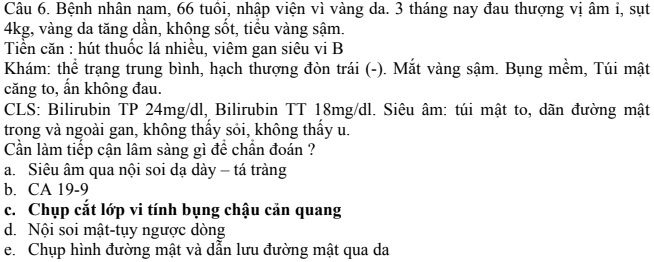 Câu 6. Bệnh nhân nam, 66 tuổi, nhập viện vì vàng da. 3 tháng nay đau thượng vị âm ỉ, sụt
4kg, vàng da tăng dần, không sốt, tiểu vàng sậm.
Tiền căn : hút thuốc lá nhiều, viêm gan siêu vi B
Khám: thể trạng trung bình, hạch thượng đòn trái (-). Mắt vàng sậm. Bụng mềm, Túi mật
căng to, ấn không đau.
CLS: Bilirubin TP 24mg/dl, Bilirubin TT 18mg/dl. Siêu âm: túi mật to, dãn đường mật
trong và ngoài gan, không thấy sỏi, không thấy u.
Cần làm tiếp cận lâm sàng gì để chẩn đoán ?
a. Siêu âm qua nội soi dạ dày – tá tràng
b. CA 19-9
c. Chụp cắt lớp vi tính bụng chậu cản quang
d. Nội soi mật-tụy ngược dòng
e. Chụp hình đường mật và dẫn lưu đường mật qua da